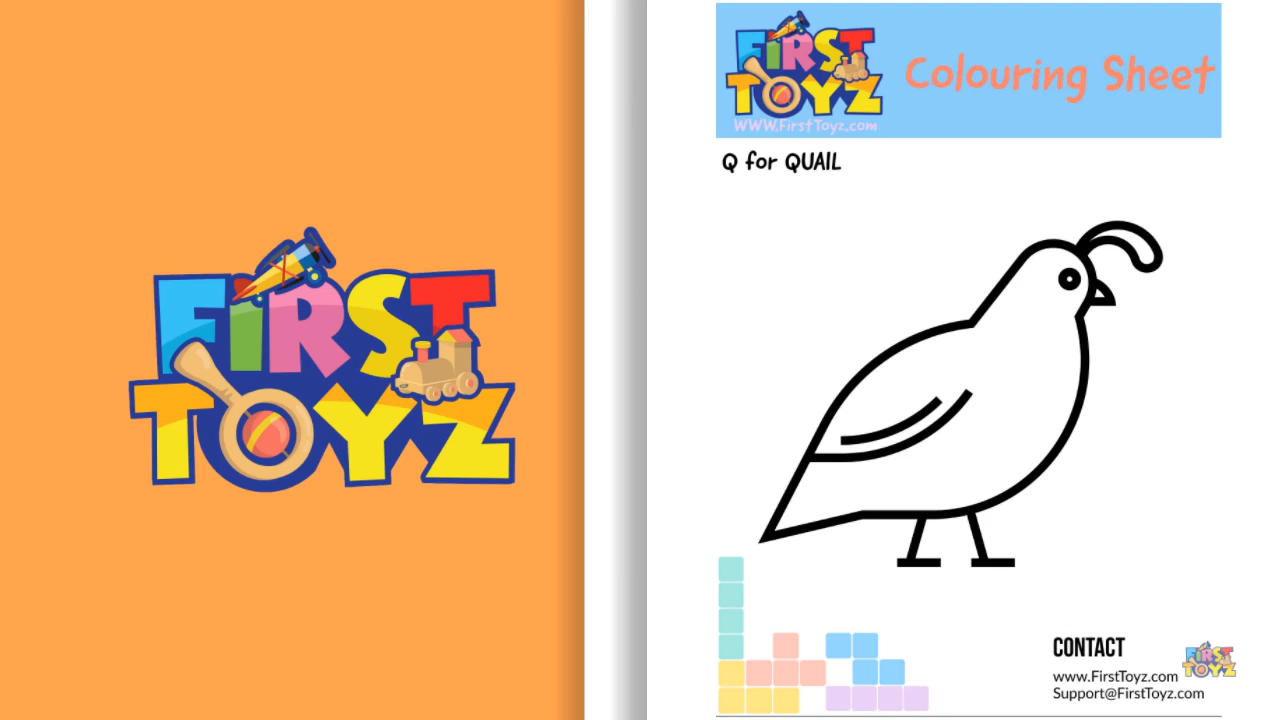 FIRST
TOYZ
FIRST
TOYZ
WWW.FirstToyz.com
Colouring Sheet
Q for QUAIL
CONTACT
www.FirstToyz.com
Support@FirstToyz.com
FIRST
TOYZ